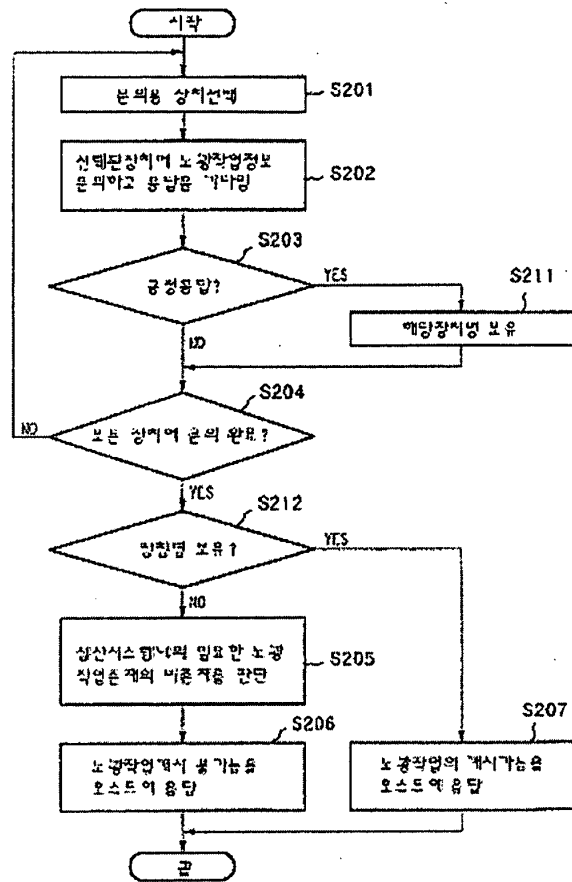 시작
문의용 장치선택
S201
선택된장치에 노광작업정보
문의하고 응답을 기다림
S202
S203
긍정응답?
YES
S211
해당장치명 보유
NO
S204
모든 장치에 문의 완료?
NO
YES
S212
장치명 보유?
YES
NO
생산시스템내의 필요한 노광
작업존재의 비존재를 판단
S205
S206
노광작업개시 불가능을
호스트에 응답
S207
노광작업의 개시가능을
호스트에 응답
끝